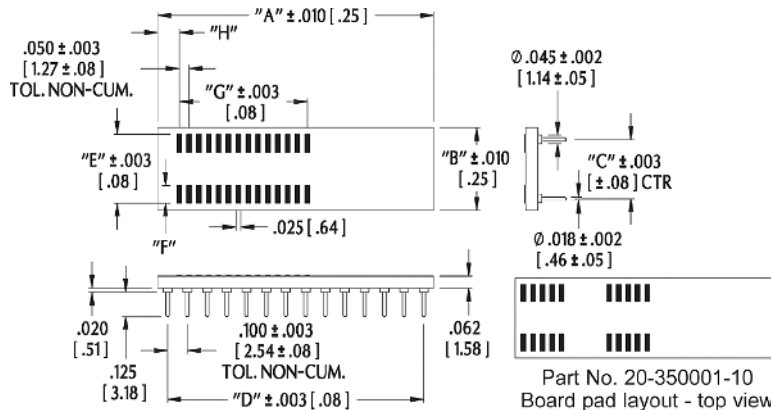 "A" ±.010 [.25]
"H"
.050 ±.003
[1.27 ±.08]
TOL. NON-CUM.
"G" ±.003
[.08]
Ø .045 ±.002
[1.14 ±.05]
"E" ±.003
[.08]
"B" ±.010
[.25]
"C" ±.003
[±.08] CTR
"F"
.025 [.64]
Ø .018 ±.002
[.46 ±.05]
.020
[.51]
.125
[3.18]
.100 ±.003
[2.54 ±.08]
TOL. NON-CUM.
.062
[1.58]
"D" ±.003 [.08]
Part No. 20-350001-10
Board pad layout - top view